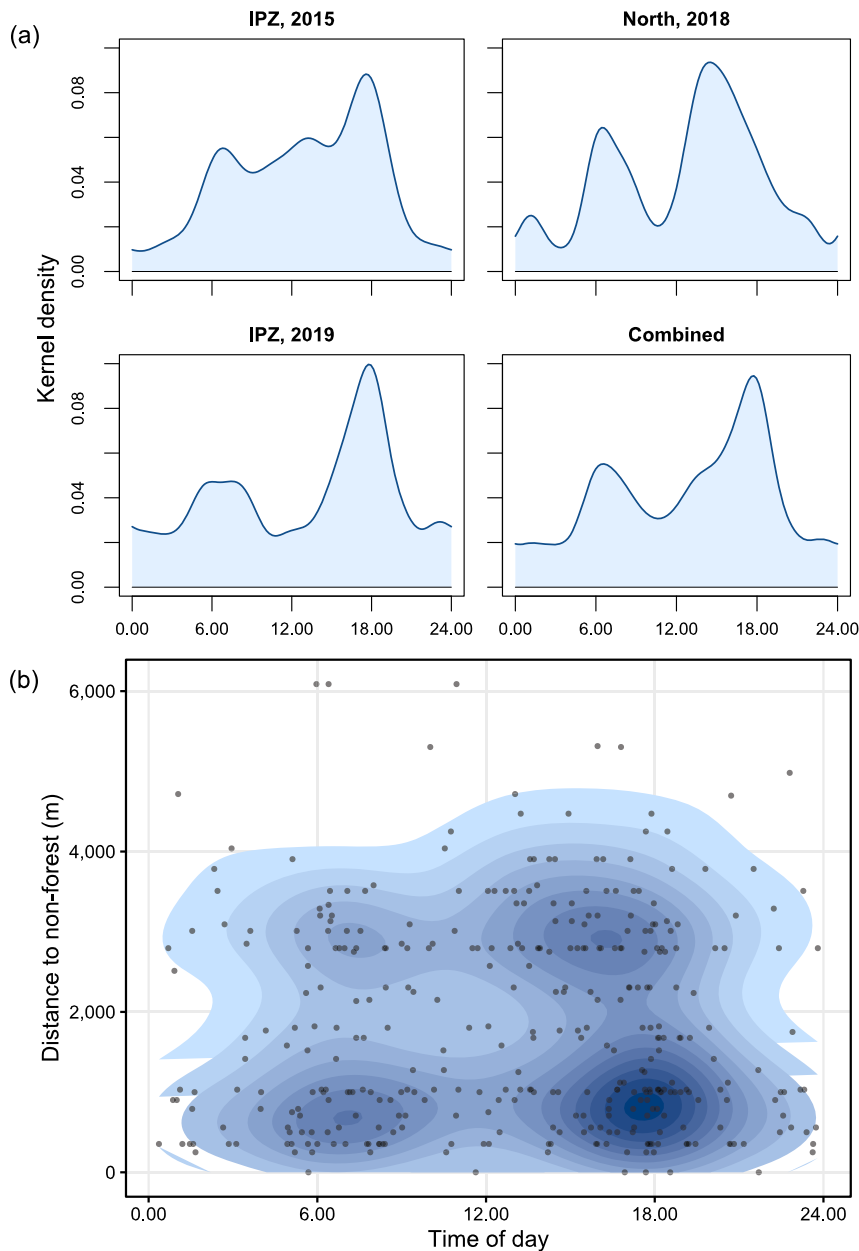 (a)
IPZ, 2015
North, 2018
0.08
0.04
0.00
Kernel density
IPZ, 2019
Combined
0.08
0.04
0.00
0.00 6.00 12.00 18.00 24.00
0.00 6.00 12.00 18.00 24.00
(b)
6,000
4,000
2,000
0
Distance to non-forest (m)
0.00 6.00 12.00 18.00 24.00
Time of day